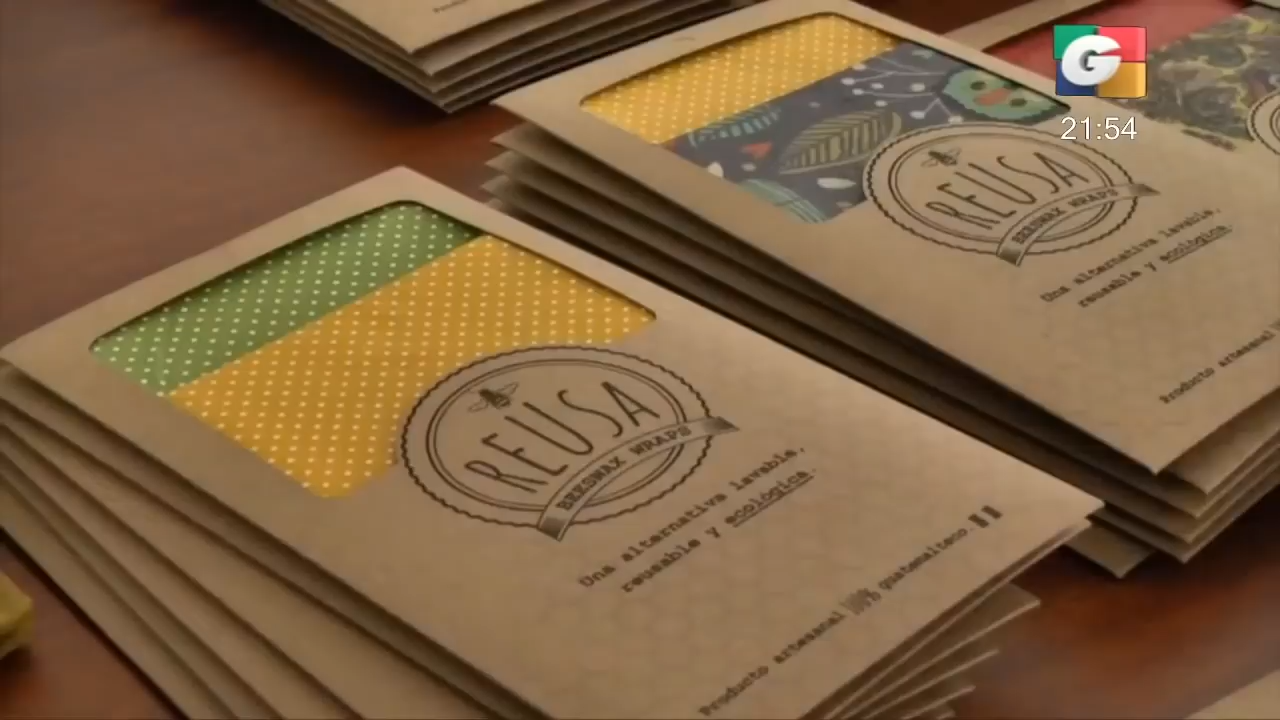 G
21:54
REUSA
BEESWAX WRAPS
Una alternativa lavable,
reusable y ecológica.
Producto artesanal
REUSA
BEESWAX WRAPS
Una alternativa lavable,
reusable y ecológica.
Producto artesanal 100% guatemalteco.